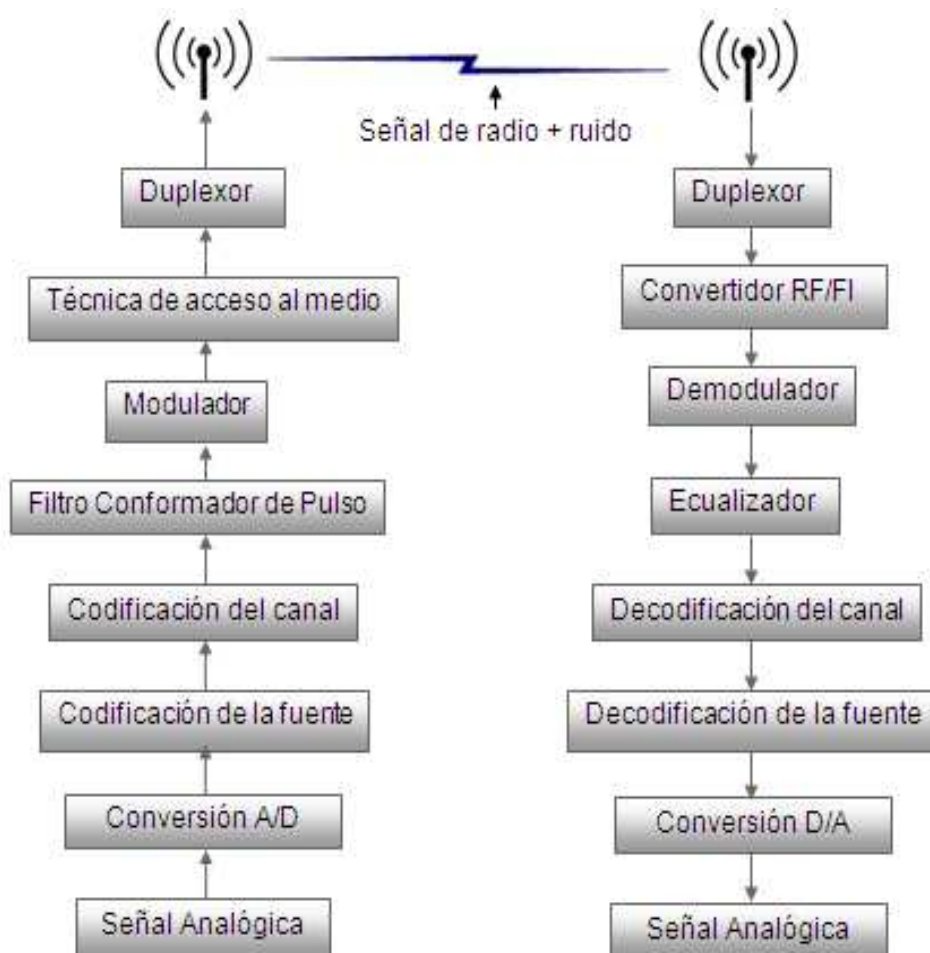 Señal de radio + ruido
Duplexor
Técnica de acceso al medio
Modulador
Filtro Conformador de Pulso
Codificación del canal
Codificación de la fuente
Conversión A/D
Señal Analógica
Duplexor
Convertidor RF/FI
Demodulador
Ecualizador
Decodificación del canal
Decodificación de la fuente
Conversión D/A
Señal Analógica